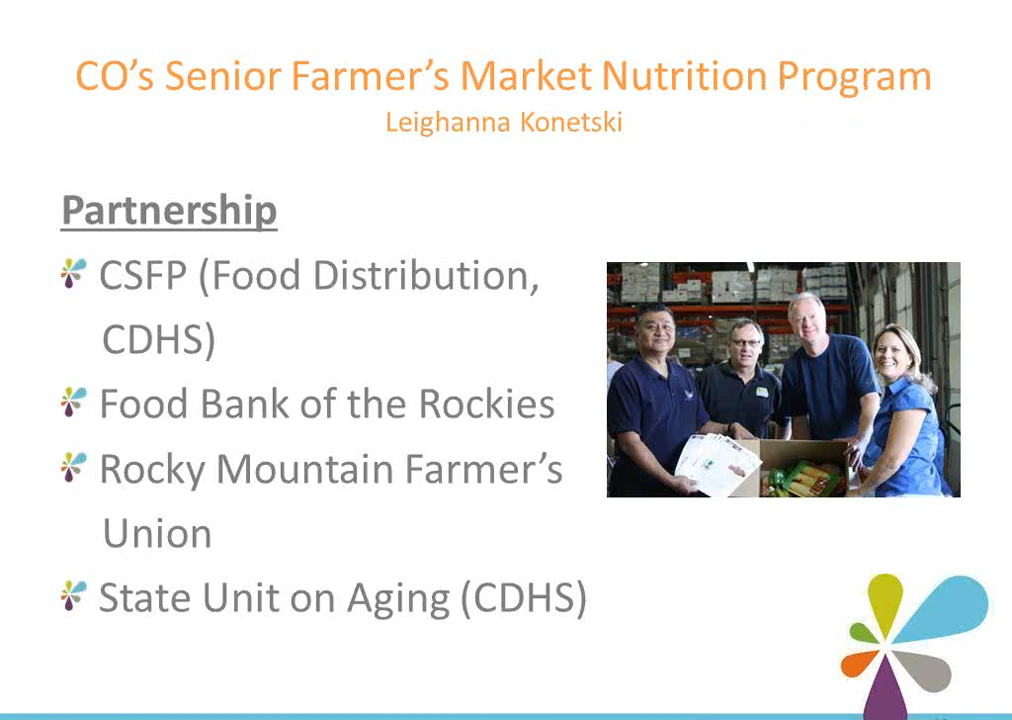 CO's Senior Farmer's Market Nutrition Program
Leighanna Konetski
Partnership
CSFP (Food Distribution,
CDHS)
Food Bank of the Rockies
Rocky Mountain Farmer's
Union
State Unit on Aging (CDHS)